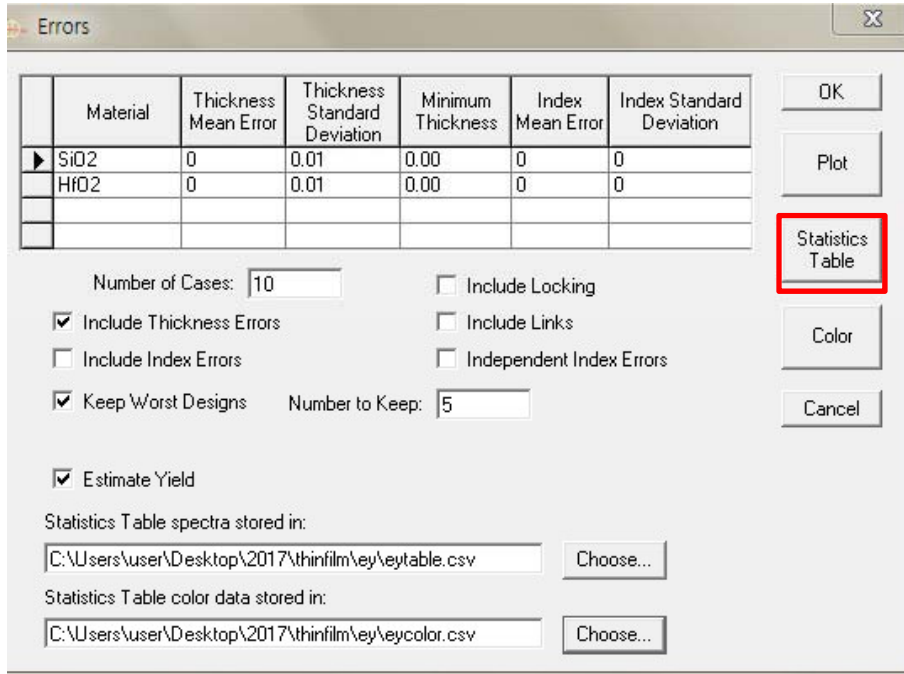 Errors
Material
Thickness
Mean Error
Thickness
Standard
Deviation
Minimum
Thickness
Index
Mean Error
Index Standard
Deviation
SiO2 0 0.01 0.00 0 0
HfO2 0 0.01 0.00 0 0
OK
Plot
Statistics
Table
Color
Cancel
Number of Cases: 10
Include Locking
Include Thickness Errors
Include Links
Include Index Errors
Independent Index Errors
Keep Worst Designs Number to Keep: 5
Estimate Yield
Statistics Table spectra stored in:
C:\Users\user\Desktop\2017\thinfilm\ey\eytable.csv Choose...
Statistics Table color data stored in:
C:\Users\user\Desktop\2017\thinfilm\ey\eycolor.csv Choose...